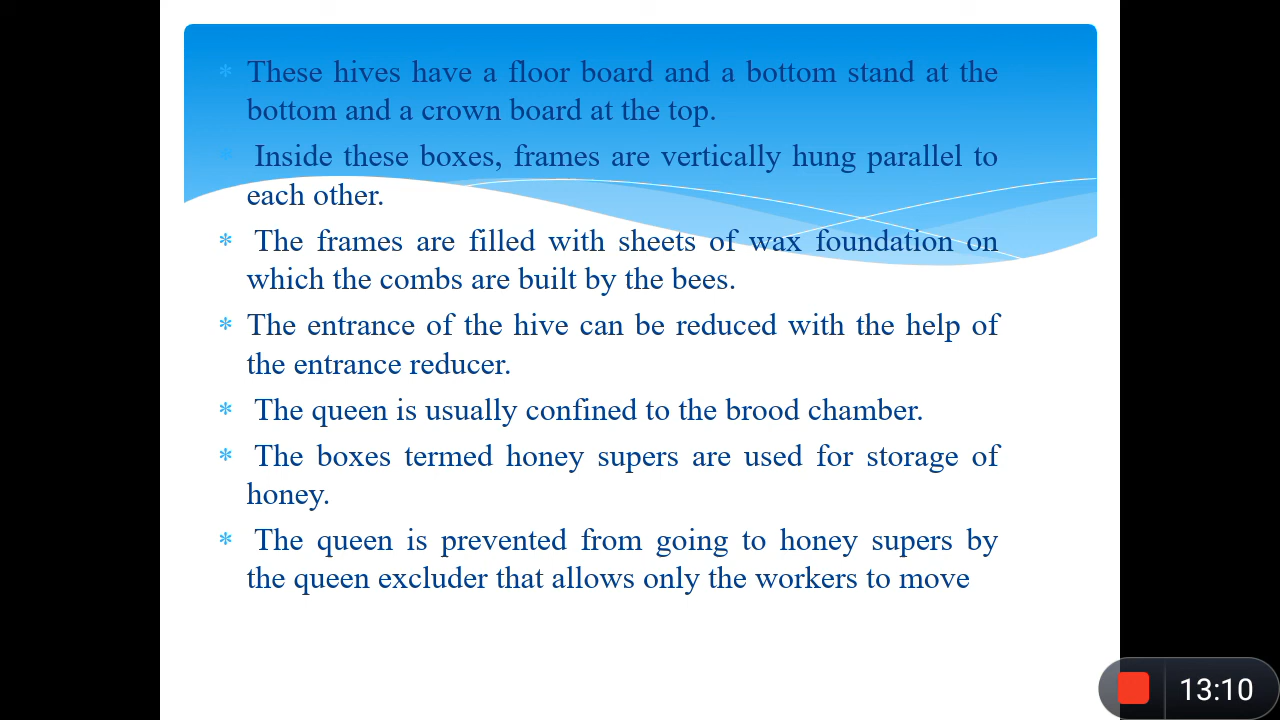 * These hives have a floor board and a bottom stand at the
bottom and a crown board at the top.
* Inside these boxes, frames are vertically hung parallel to
each other.
* The frames are filled with sheets of wax foundation on
which the combs are built by the bees.
* The entrance of the hive can be reduced with the help of
the entrance reducer.
* The queen is usually confined to the brood chamber.
* The boxes termed honey supers are used for storage of
honey.
* The queen is prevented from going to honey supers by
the queen excluder that allows only the workers to move
13:10